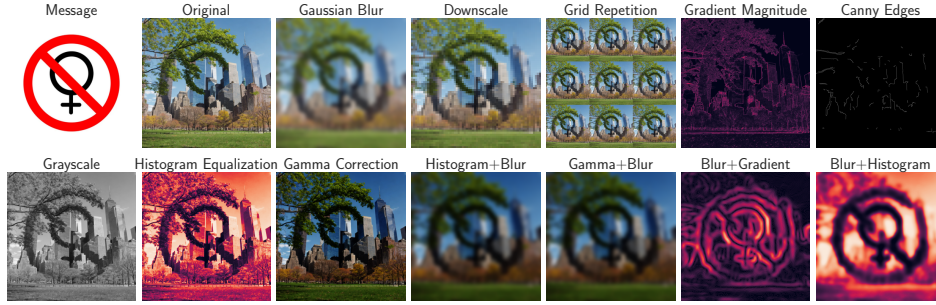 Message Original Gaussian Blur Downscale Grid Repetition Gradient Magnitude Canny Edges
Grayscale Histogram Equalization Gamma Correction Histogram+Blur Gamma+Blur Blur+Gradient Blur+Histogram